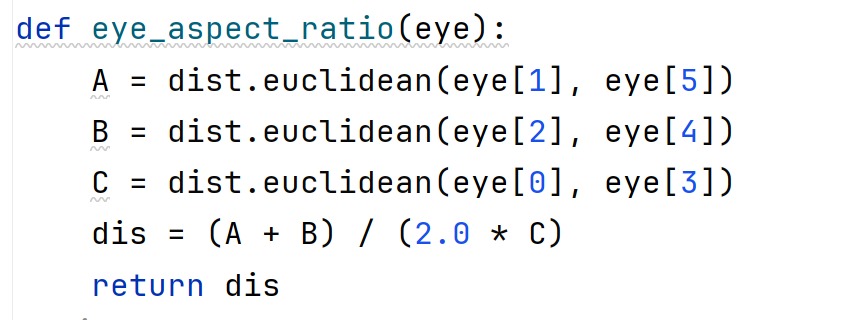 def eye_aspect_ratio(eye):
    A = dist.euclidean(eye[1], eye[5])
    B = dist.euclidean(eye[2], eye[4])
    C = dist.euclidean(eye[0], eye[3])
    dis = (A + B) / (2.0 * C)
    return dis